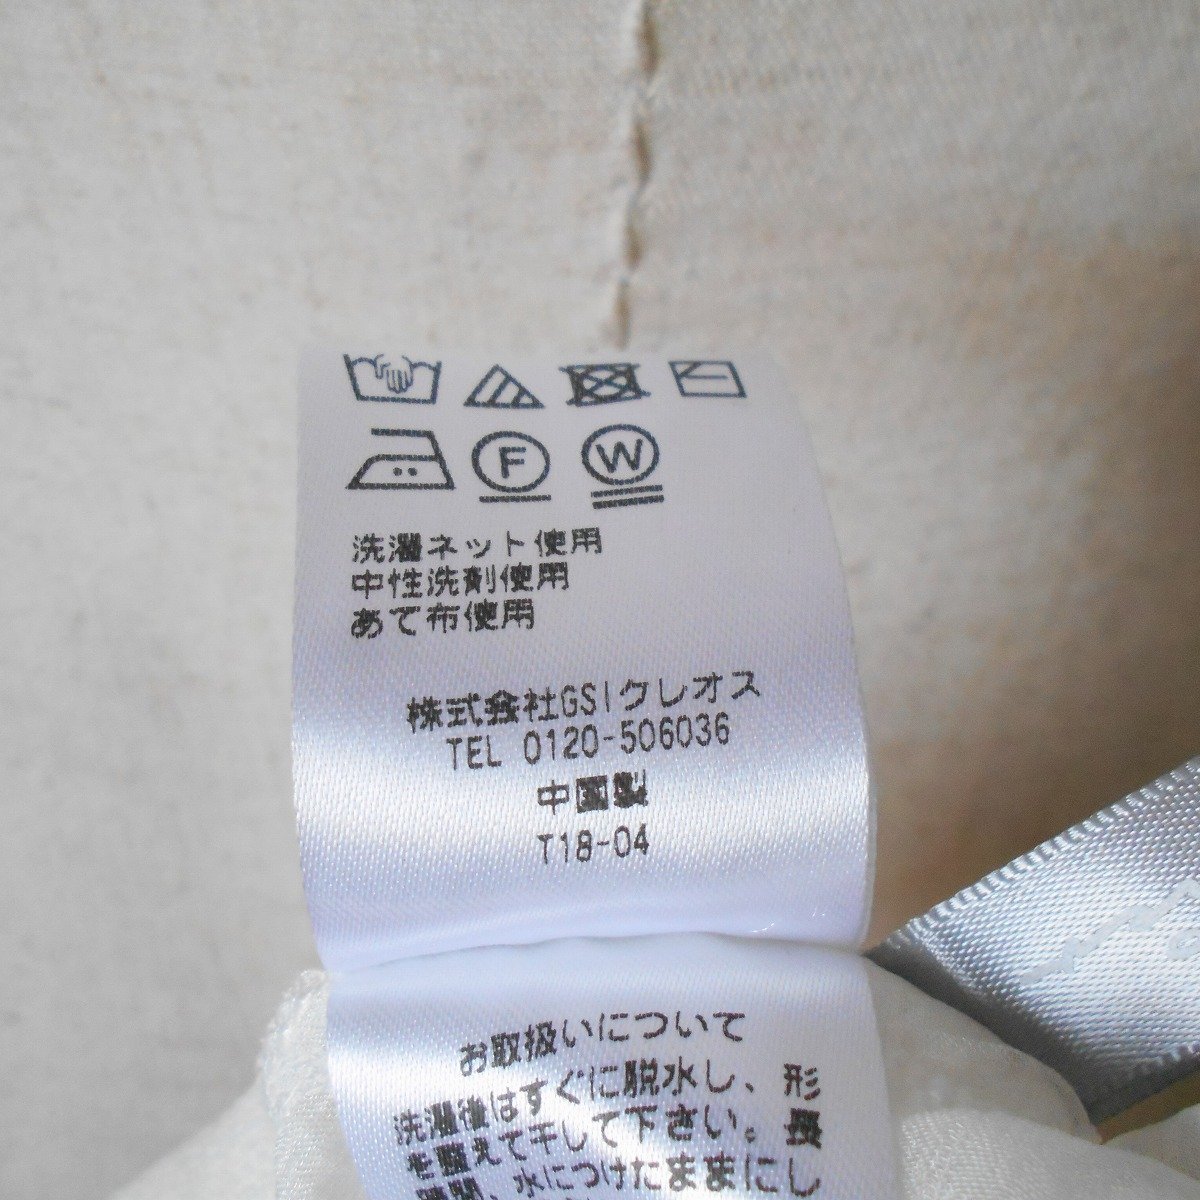 F W
洗濯ネット使用
中性洗剤使用
あて布使用
株式会社GSIクレオス
TEL 0120-506036
中国製
T18-04
お取扱いについて
洗濯後はすぐに脱水し、形
を整えて干して下さい。長
時間、水につけたままにし